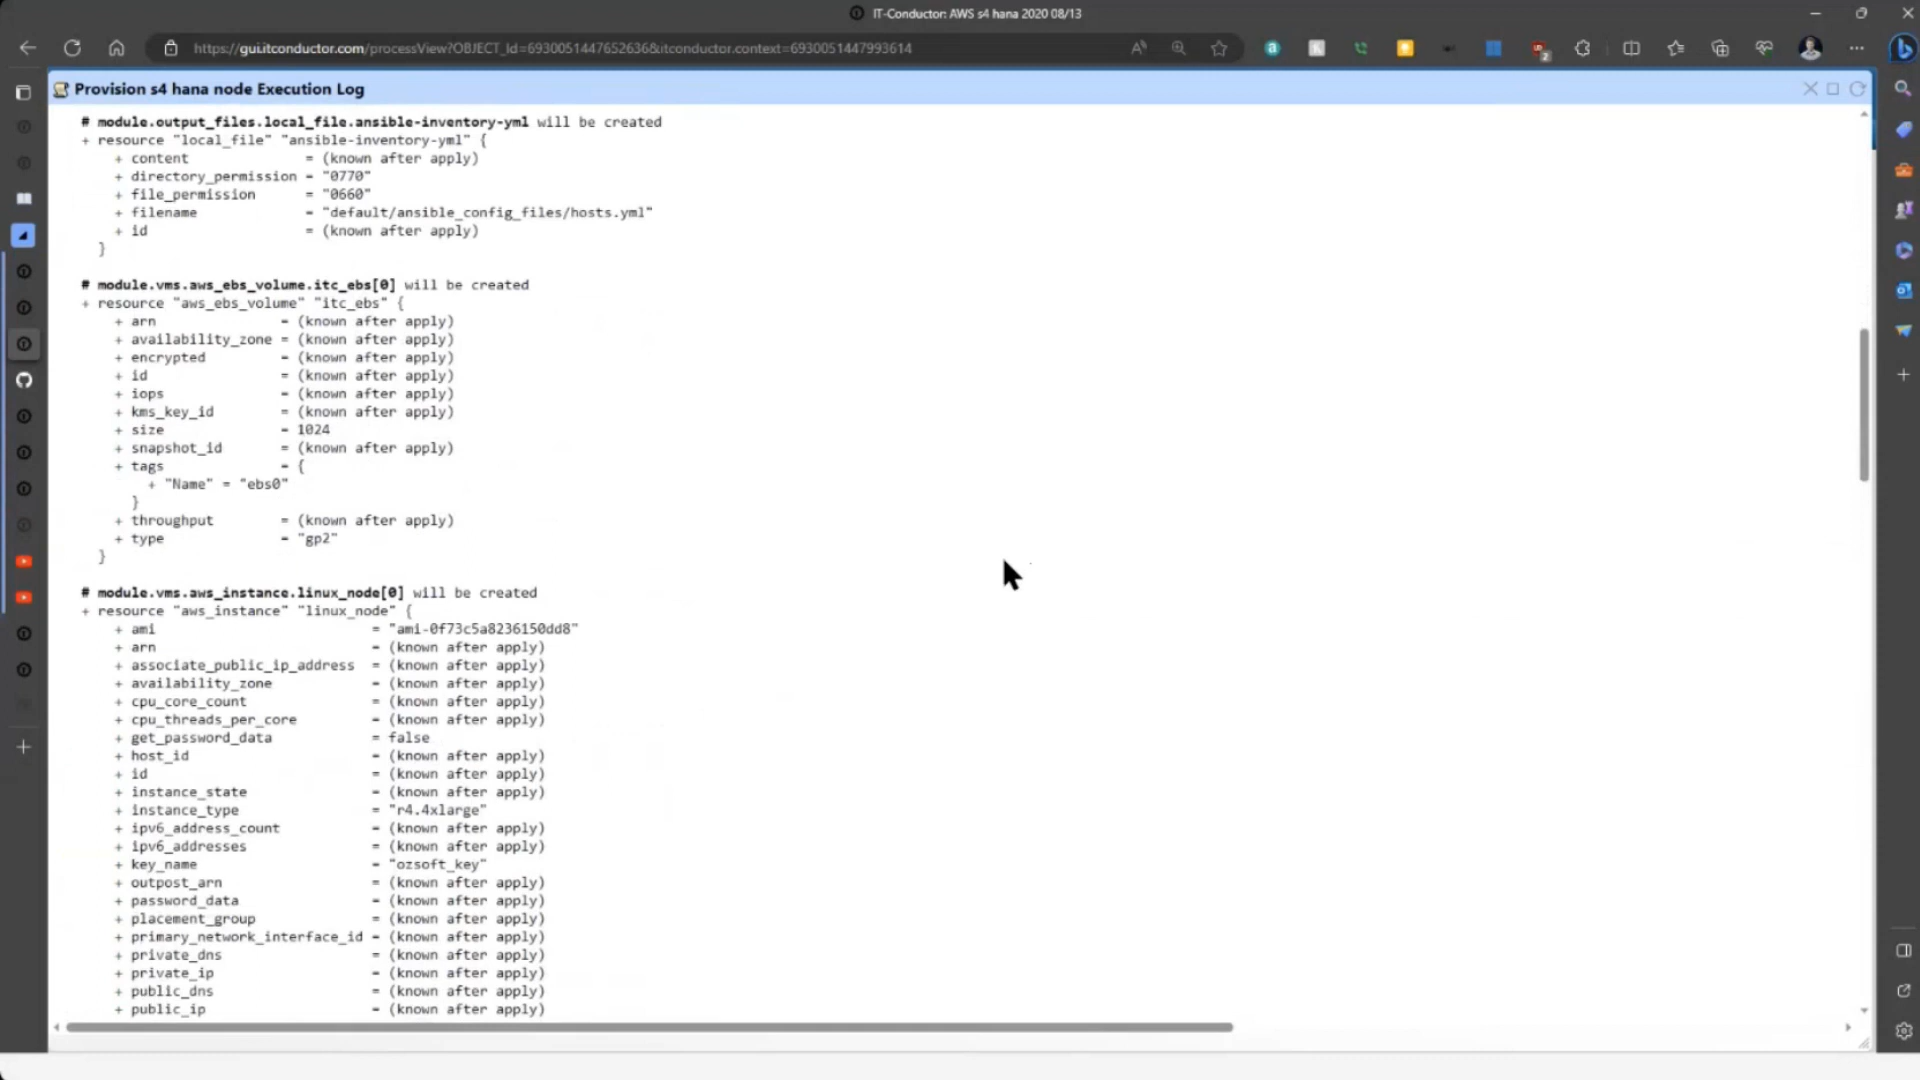 IT-Conductor: AWS s4 hana 2020 08/13
https://gui.itconductor.com/processView?OBJECT_Id=6930051447652636&itconductor.context=6930051447993614
Provision s4 hana node Execution Log
# module.output_files.local_file.ansible-inventory-yml will be created
+ resource "local_file" "ansible-inventory-yml" {
+ content = (known after apply)
+ directory_permission = "0770"
+ file_permission = "0660"
+ filename = "default/ansible_config_files/hosts.yml"
+ id = (known after apply)
}
# module.vms.aws_ebs_volume.itc_ebs[0] will be created
+ resource "aws_ebs_volume" "itc_ebs" {
+ arn = (known after apply)
+ availability_zone = (known after apply)
+ encrypted = (known after apply)
+ id = (known after apply)
+ iops = (known after apply)
+ kms_key_id = (known after apply)
+ size = 1024
+ snapshot_id = (known after apply)
+ tags = {
+ "Name" = "ebs0"
}
+ throughput = (known after apply)
+ type = "gp2"
}
# module.vms.aws_instance.linux_node[0] will be created
+ resource "aws_instance" "linux_node" {
+ ami = "ami-0f73c5a8236150dd8"
+ arn = (known after apply)
+ associate_public_ip_address = (known after apply)
+ availability_zone = (known after apply)
+ cpu_core_count = (known after apply)
+ cpu_threads_per_core = (known after apply)
+ get_password_data = false
+ host_id = (known after apply)
+ id = (known after apply)
+ instance_state = (known after apply)
+ instance_type = "r4.4xlarge"
+ ipv6_address_count = (known after apply)
+ ipv6_addresses = (known after apply)
+ key_name = "ozsoft_key"
+ outpost_arn = (known after apply)
+ password_data = (known after apply)
+ placement_group = (known after apply)
+ primary_network_interface_id = (known after apply)
+ private_dns = (known after apply)
+ private_ip = (known after apply)
+ public_dns = (known after apply)
+ public_ip = (known after apply)